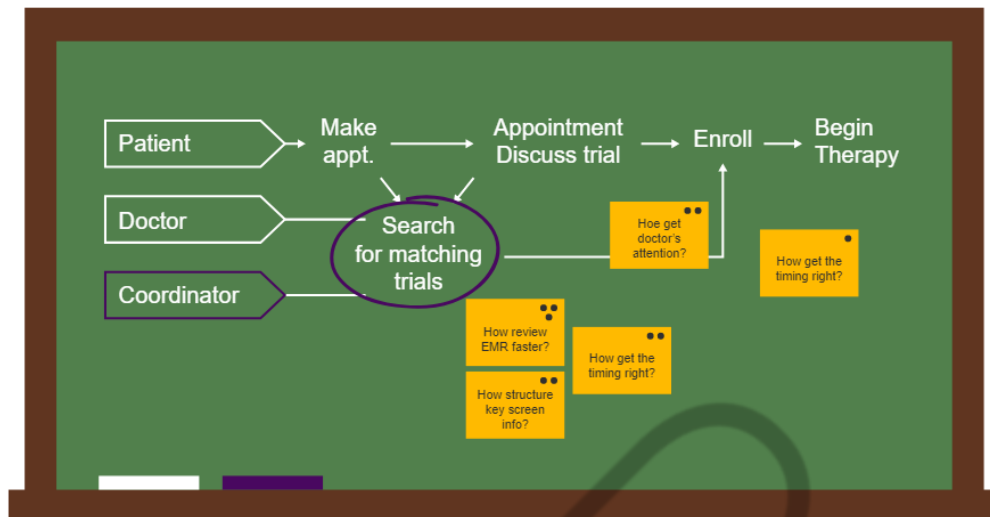 Patient
Make
appt.
Appointment
Discuss trial
Enroll
Begin
Therapy
Doctor
Search
for matching
trials
Coordinator
Hoe get
doctor's
attention?
How get the
timing right?
How review
EMR faster?
How get the
timing right?
How structure
key screen
info?